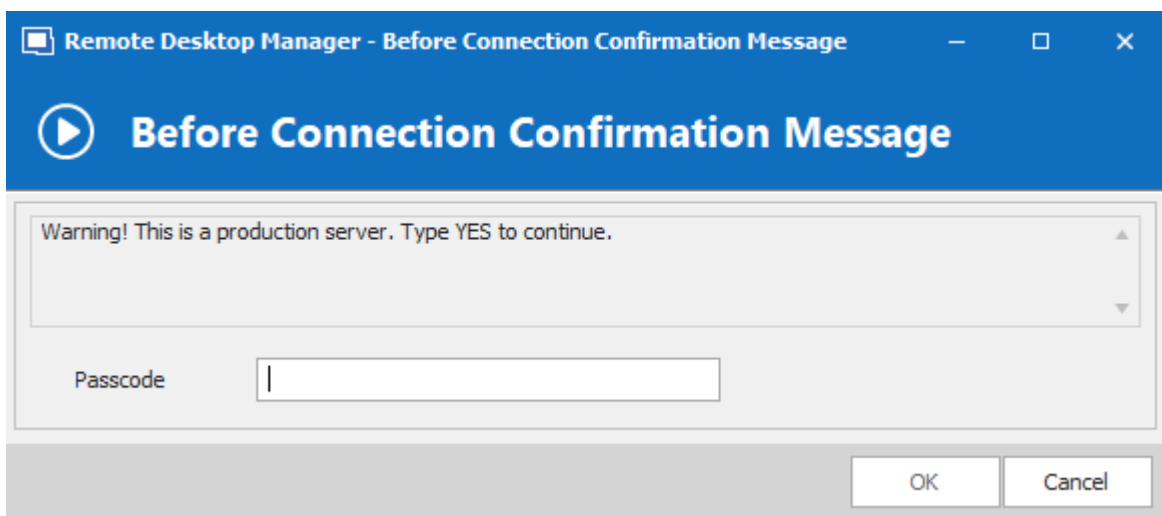 Remote Desktop Manager - Before Connection Confirmation Message
Before Connection Confirmation Message
Warning! This is a production server. Type YES to continue.
Passcode
OK Cancel